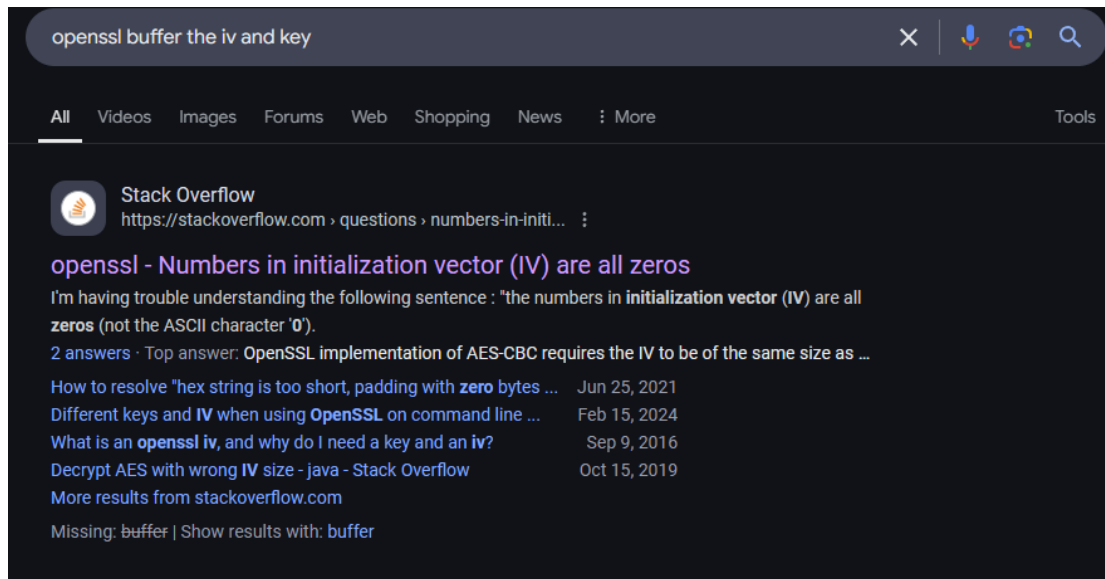 openssl buffer the iv and key
All Videos Images Forums Web Shopping News More Tools
Stack Overflow
https://stackoverflow.com › questions › numbers-in-initi...
openssl - Numbers in initialization vector (IV) are all zeros
I'm having trouble understanding the following sentence : "the numbers in initialization vector (IV) are all
zeros (not the ASCII character '0').
2 answers · Top answer: OpenSSL implementation of AES-CBC requires the IV to be of the same size as ...
How to resolve "hex string is too short, padding with zero bytes ... Jun 25, 2021
Different keys and IV when using OpenSSL on command line ... Feb 15, 2024
What is an openssl iv, and why do I need a key and an iv? Sep 9, 2016
Decrypt AES with wrong IV size - java - Stack Overflow Oct 15, 2019
More results from stackoverflow.com
Missing: buffer | Show results with: buffer